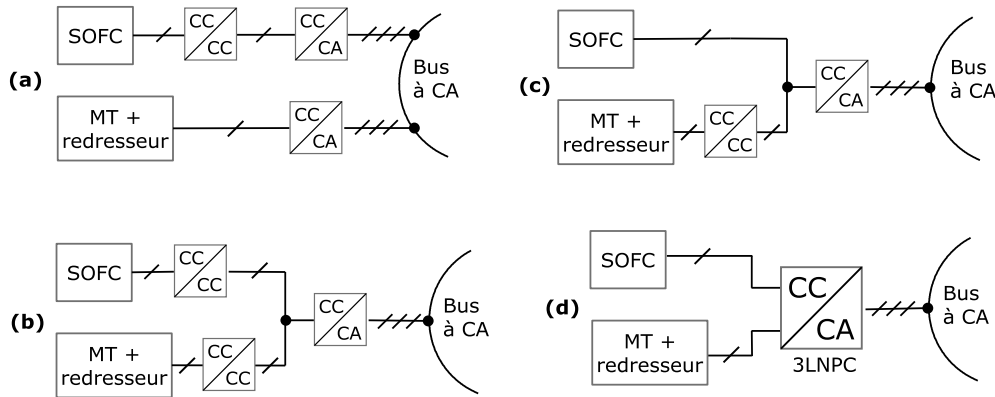 (a)
SOFC
CC
CC
CC
CA
MT +
redresseur
CC
CA
Bus
à CA
(b)
SOFC
CC
CC
MT +
redresseur
CC
CC
CC
CA
Bus
à CA
(c)
SOFC
MT +
redresseur
CC
CC
CC
CA
Bus
à CA
(d)
SOFC
MT +
redresseur
CC
CA
3LNPC
Bus
à CA